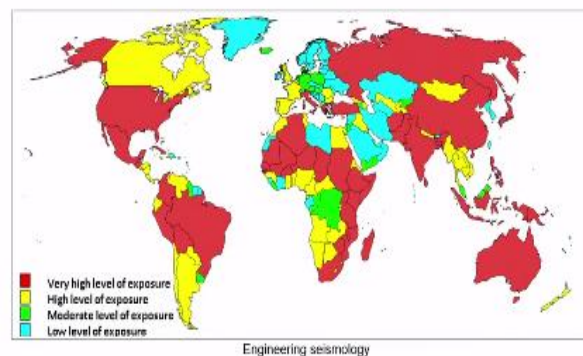 Very high level of exposure
High level of exposure
Moderate level of exposure
Low level of exposure
Engineering seismology